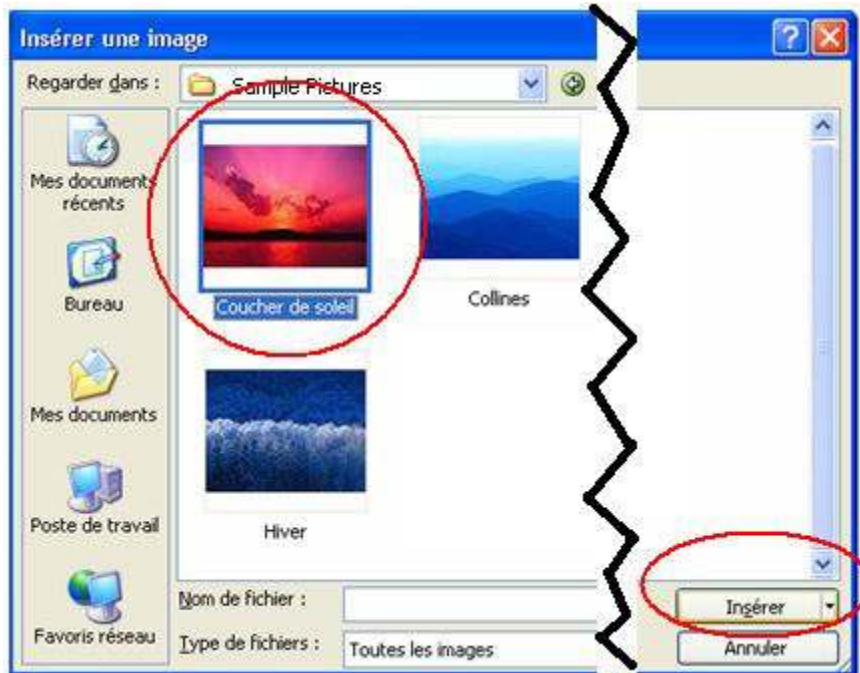 Insérer une image
Regarder dans :
Sample Pictures
Mes documents
récents
Bureau
Mes documents
Poste de travail
Favoris réseau
Coucher de soleil
Collines
Hiver
Nom de fichier :
Insérer
Type de fichiers :
Toutes les images
Annuler